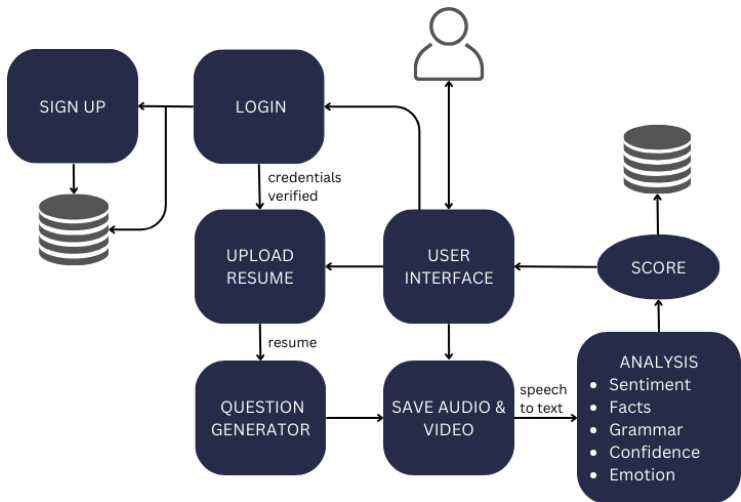 SIGN UP
LOGIN
credentials
verified
UPLOAD
RESUME
USER
INTERFACE
SCORE
resume
QUESTION
GENERATOR
SAVE AUDIO &
VIDEO
speech
to text
ANALYSIS
• Sentiment
• Facts
• Grammar
• Confidence
• Emotion